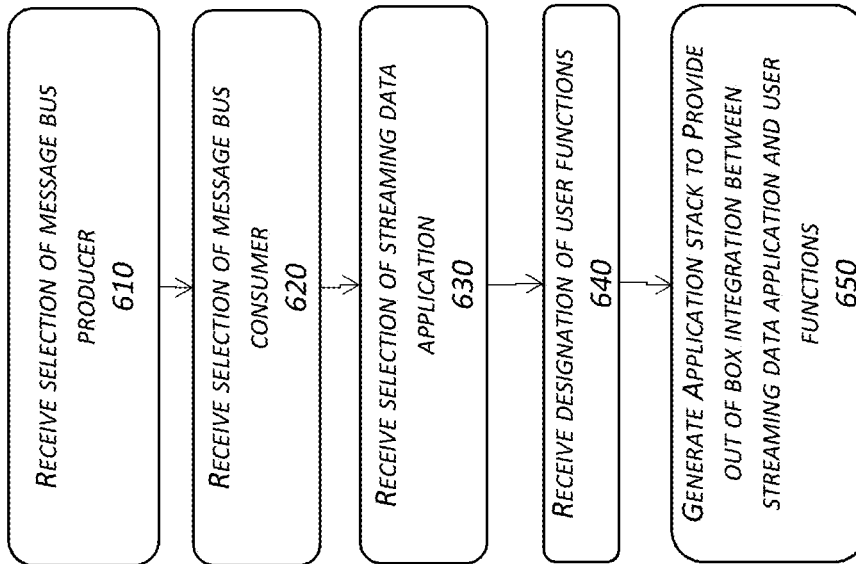 RECEIVE SELECTION OF MESSAGE BUS
PRODUCER
610
RECEIVE SELECTION OF MESSAGE BUS
CONSUMER
620
RECEIVE SELECTION OF STREAMING DATA
APPLICATION
630
RECEIVE DESIGNATION OF USER FUNCTIONS
640
GENERATE APPLICATION STACK TO PROVIDE
OUT OF BOX INTEGRATION BETWEEN
STREAMING DATA APPLICATION AND USER
FUNCTIONS
650